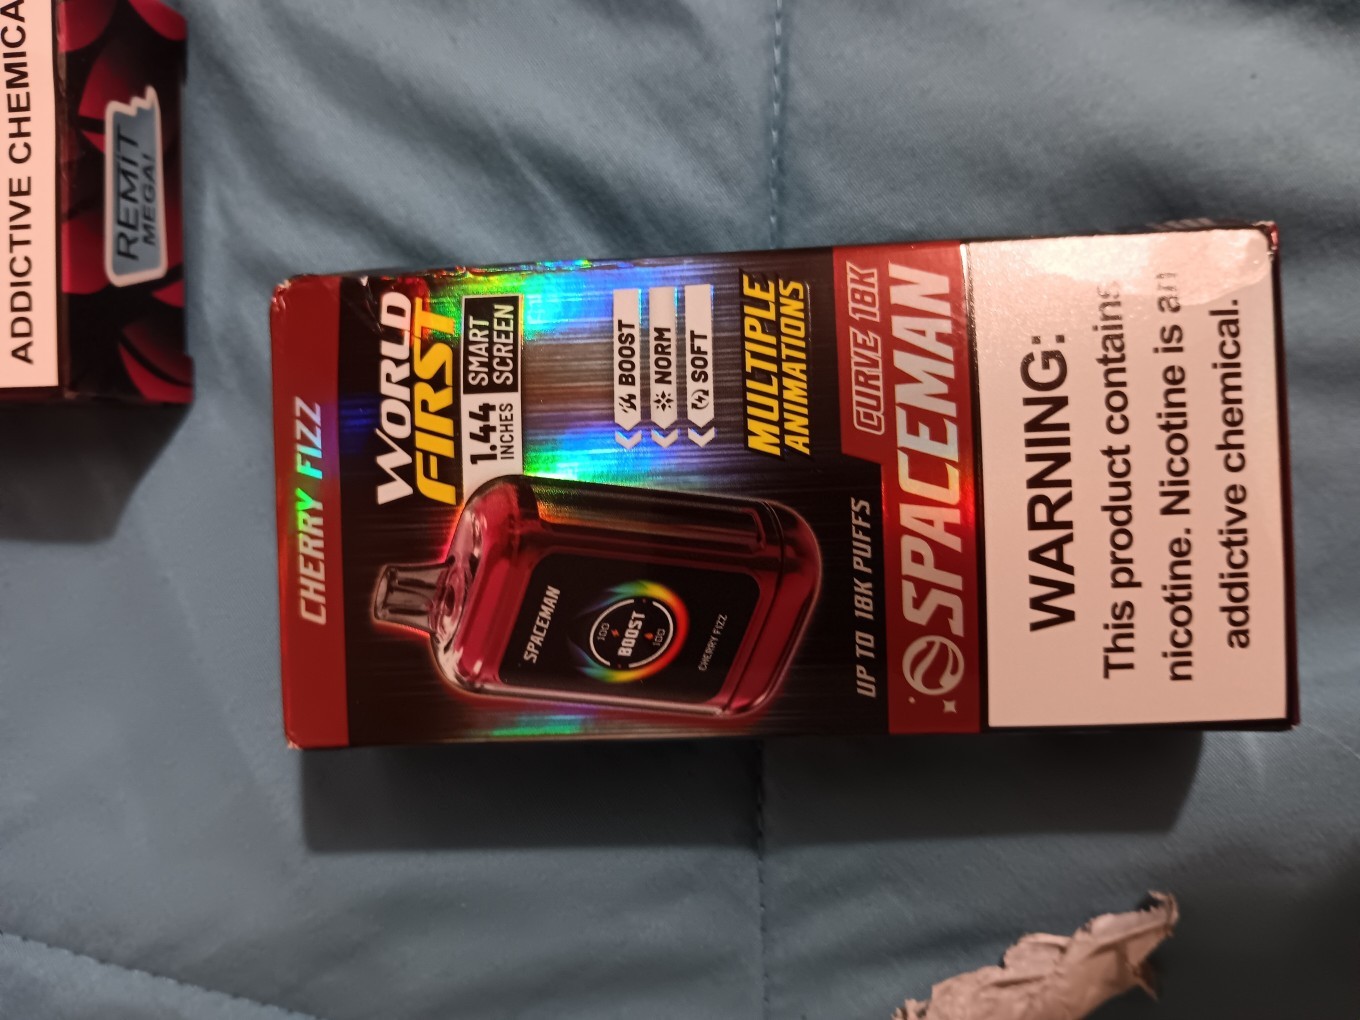 CHERRY FIZZ
WORLD
FIRST
1.44
INCHES
SMART
SCREEN
BOOST
NORM
SOFT
MULTIPLE
ANIMATIONS
SPACEMAN
100
BOOST
100
CHERRY FIZZ
UP TO 18K PUFFS
CURVE 18K
SPACEMAN
WARNING:
This product contains
nicotine. Nicotine is an
addictive chemical.
ADDICTIVE CHEMICA
REMIT
MEGA!